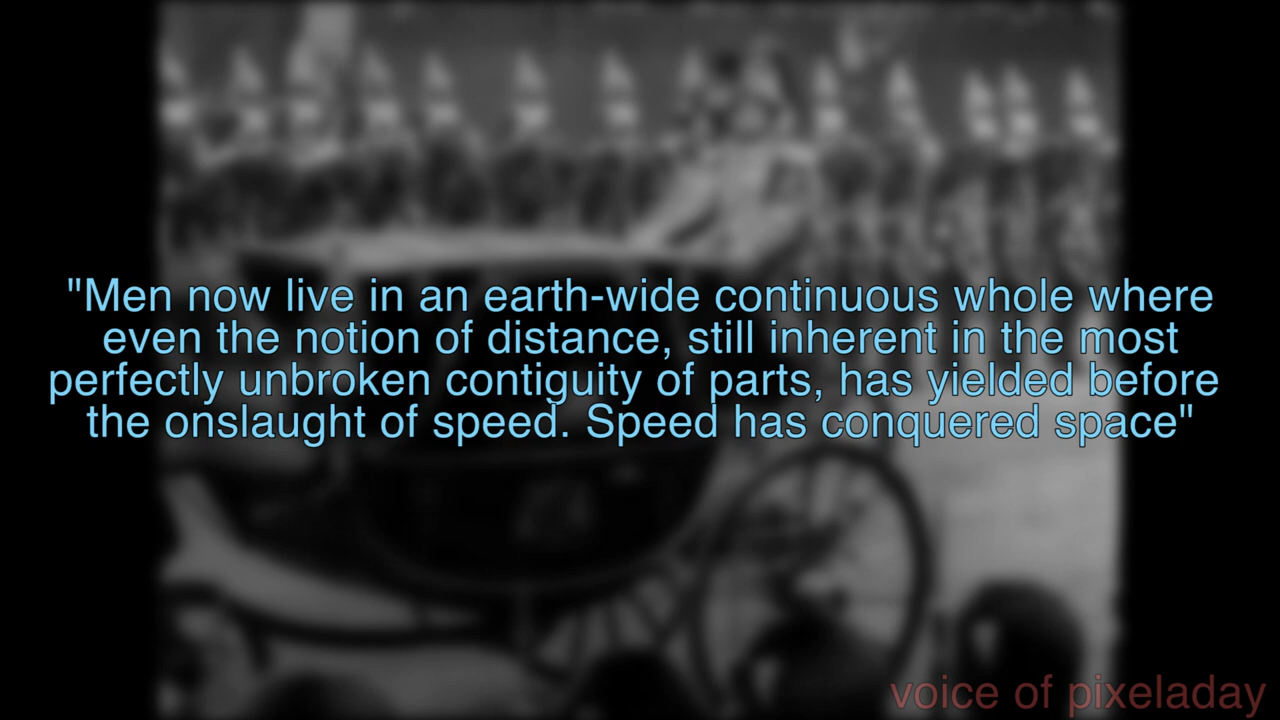 "Men now live in an earth-wide continuous whole where
even the notion of distance, still inherent in the most
perfectly unbroken contiguity of parts, has yielded before
the onslaught of speed. Speed has conquered space"
voice of pixeladay